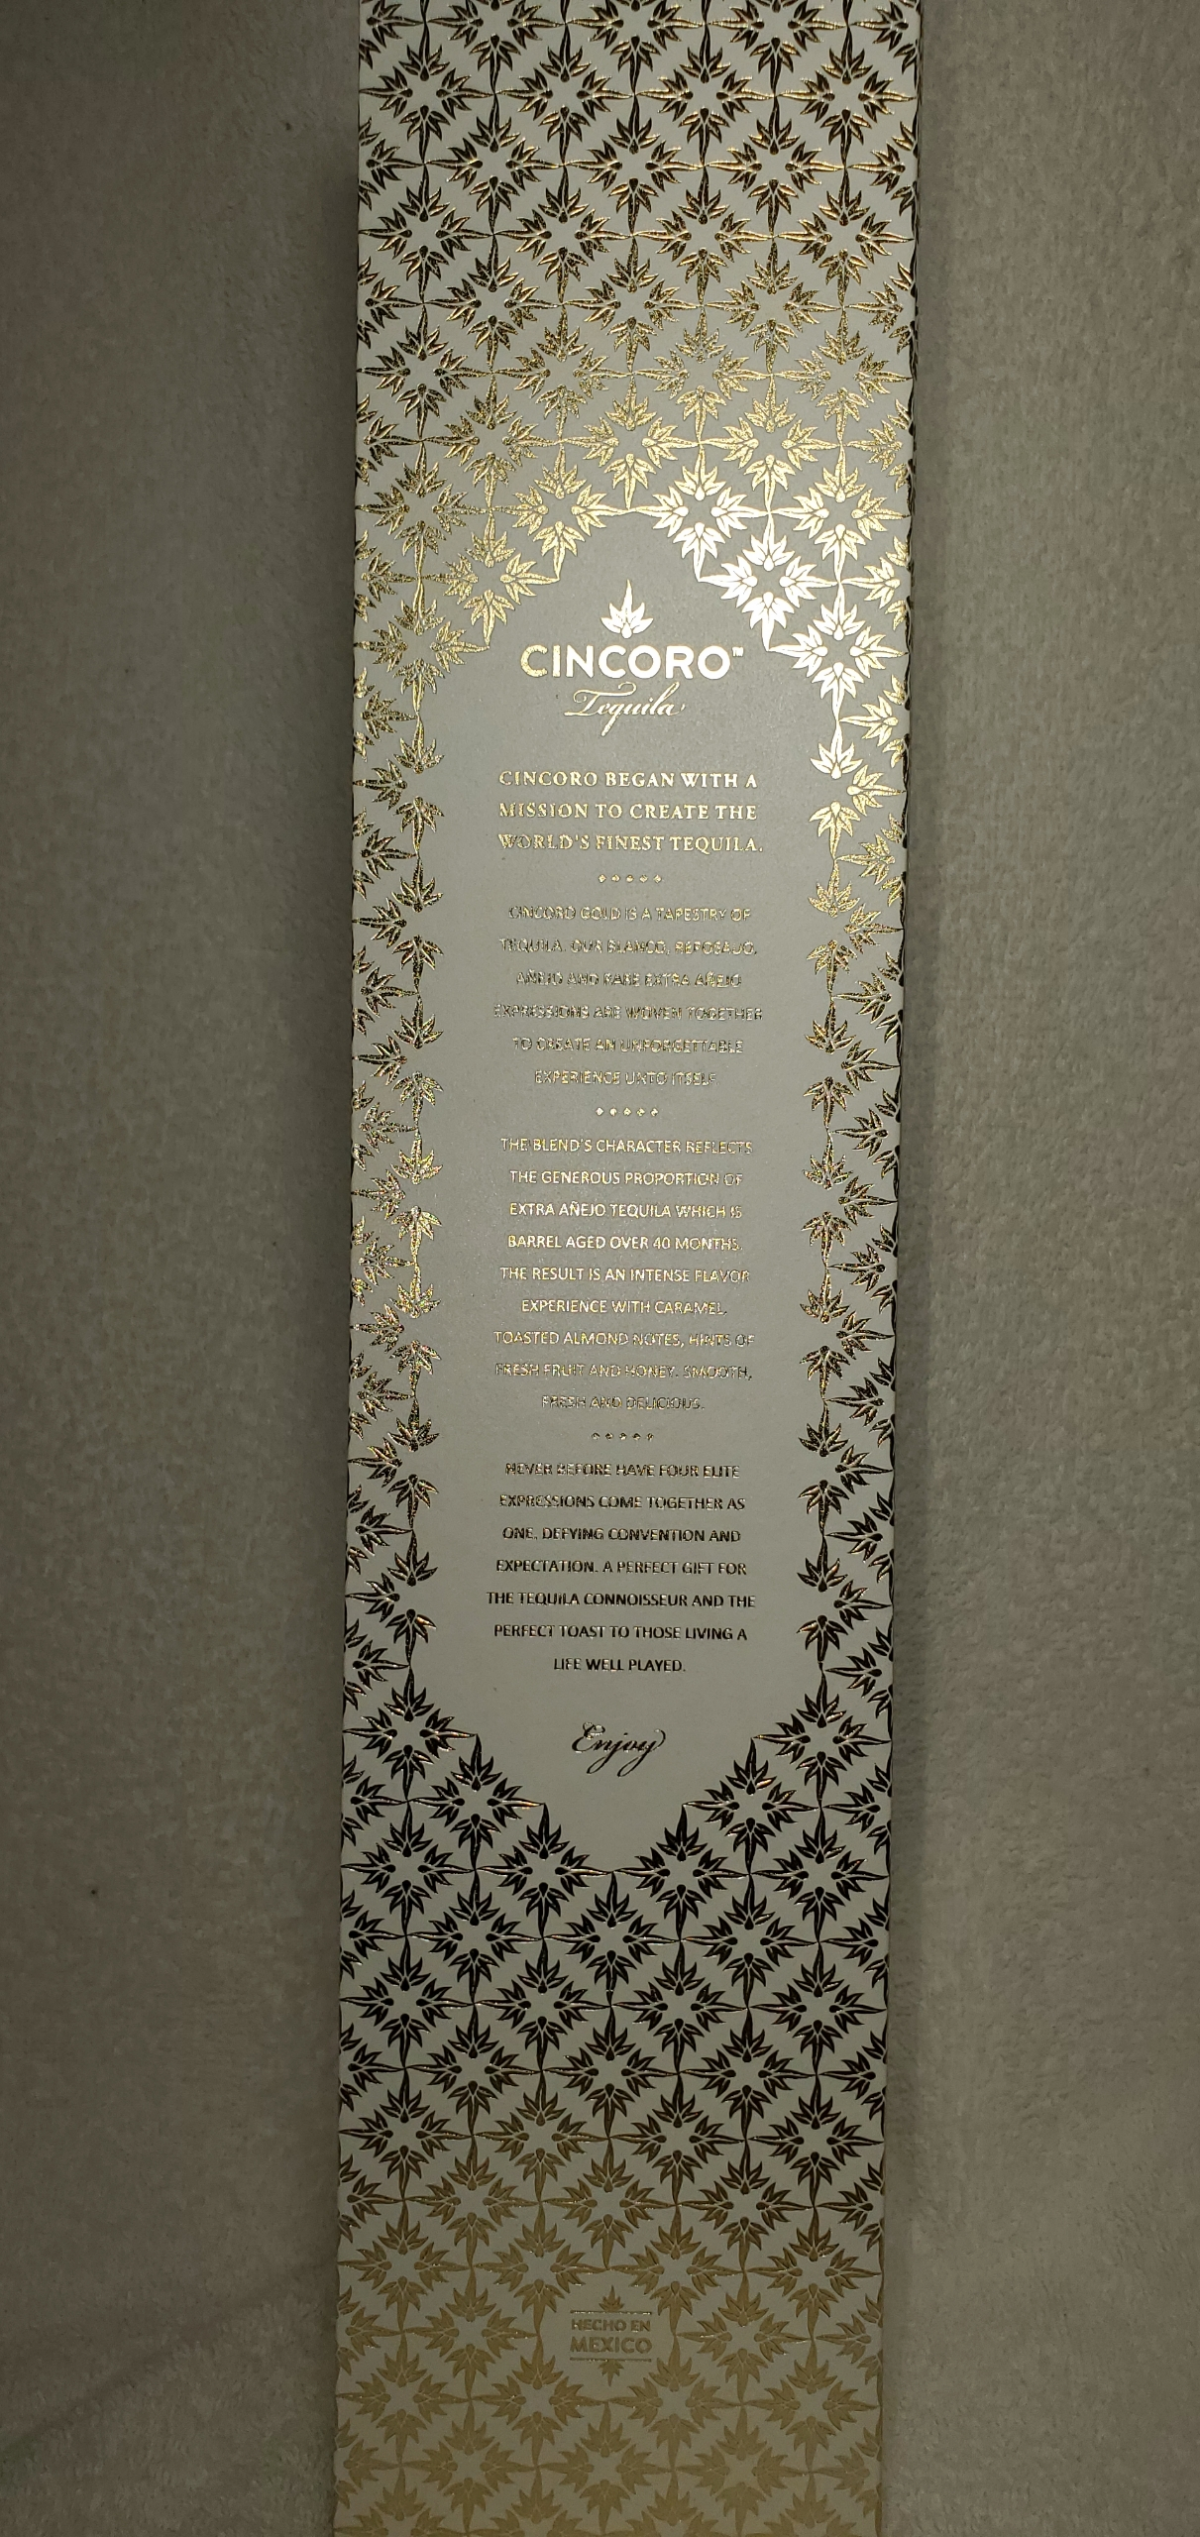 CINCORO™
Tequila
CINCORO BEGAN WITH A
MISSION TO CREATE THE
WORLD'S FINEST TEQUILA.
CINCORO GOLD IS A TAPESTRY OF
TEQUILA. OUR BLANCO, REPOSADO,
AÑEJO AND RARE EXTRA AÑEJO
EXPRESSIONS ARE WOVEN TOGETHER
TO CREATE AN UNFORGETTABLE
EXPERIENCE UNTO ITSELF
THE BLEND'S CHARACTER REFLECTS
THE GENEROUS PROPORTION OF
EXTRA AÑEJO TEQUILA WHICH IS
BARREL AGED OVER 40 MONTHS.
THE RESULT IS AN INTENSE FLAVOR
EXPERIENCE WITH CARAMEL,
TOASTED ALMOND NOTES, HINTS OF
FRESH FRUIT AND HONEY. SMOOTH,
FRESH AND DELICIOUS.
NEVER BEFORE HAVE FOUR ELITE
EXPRESSIONS COME TOGETHER AS
ONE, DEFYING CONVENTION AND
EXPECTATION. A PERFECT GIFT FOR
THE TEQUILA CONNOISSEUR AND THE
PERFECT TOAST TO THOSE LIVING A
LIFE WELL PLAYED.
Enjoy
HECHO EN
MEXICO